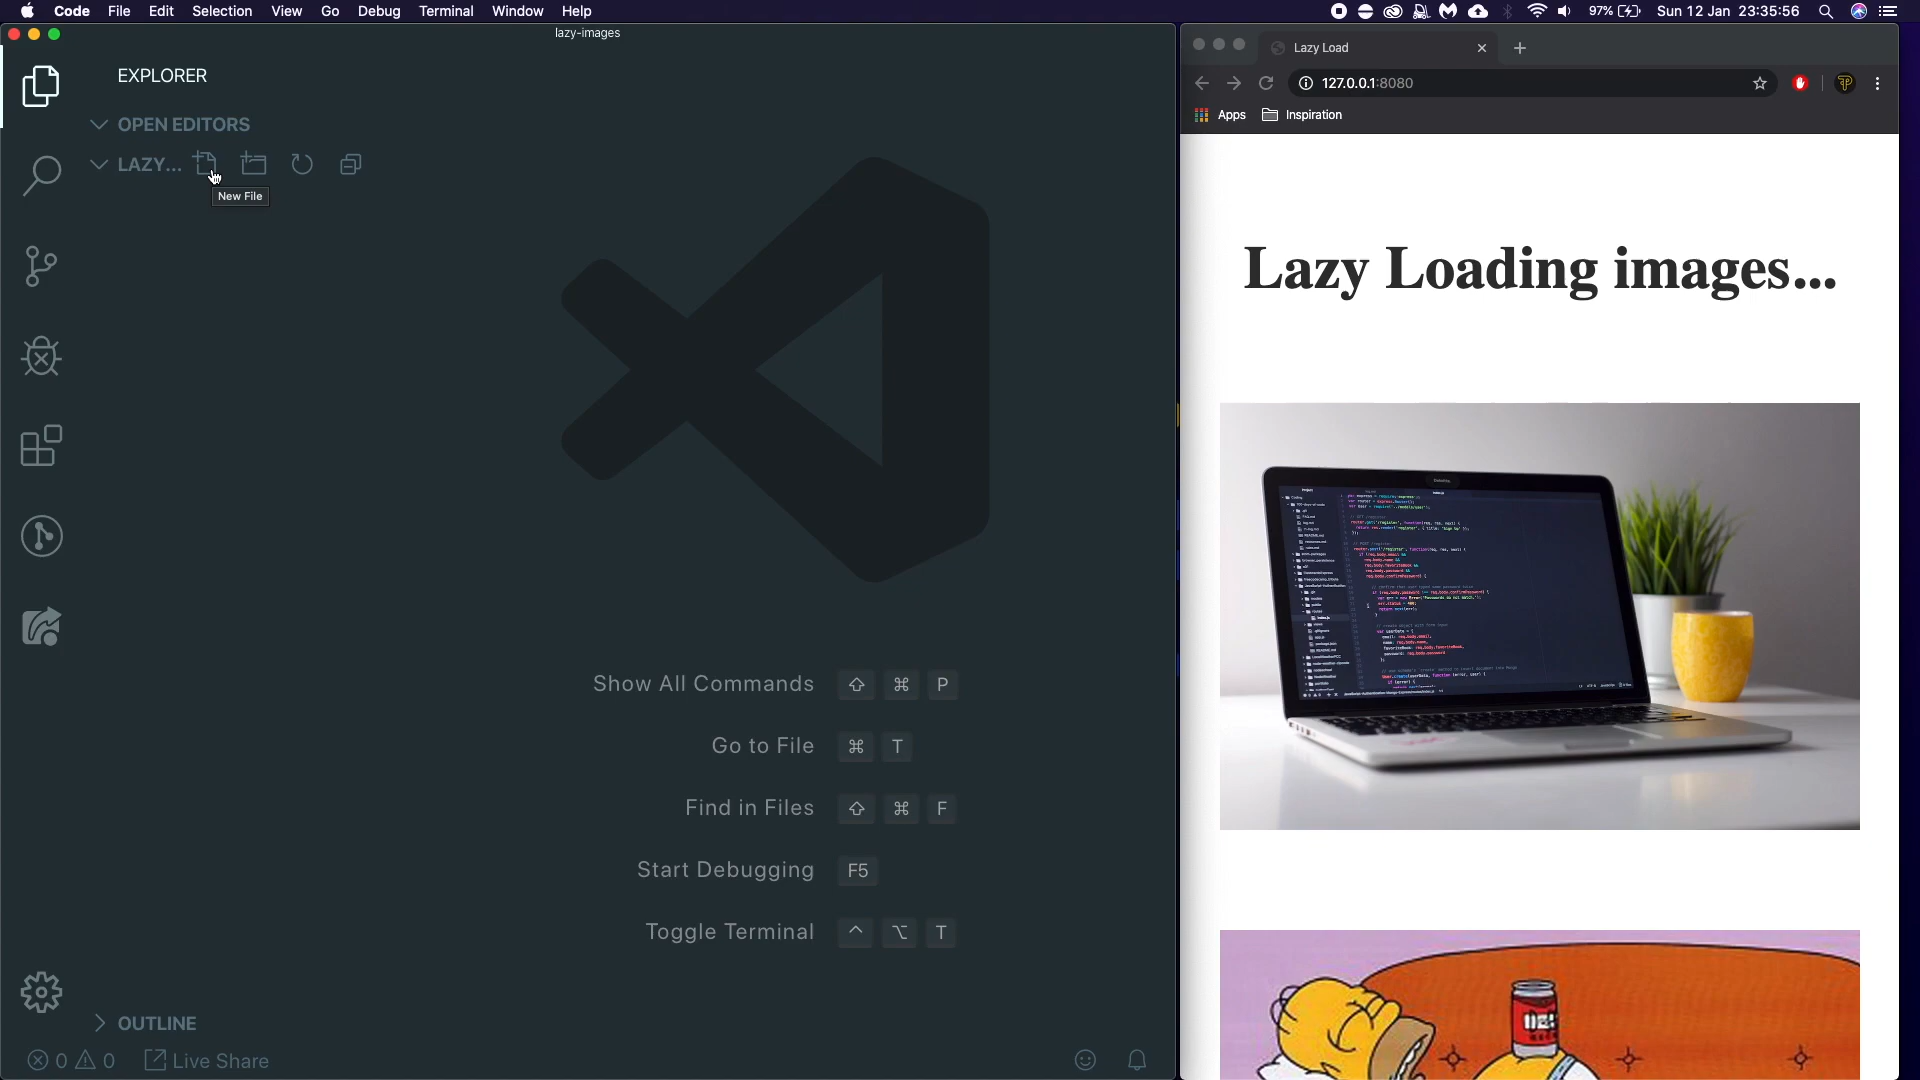 Code File Edit Selection View Go Debug Terminal Window Help
97% Sun 12 Jan 23:35:56
lazy-images
EXPLORER
OPEN EDITORS
LAZY...
New File
Show All Commands ⇧ ⌘ P
Go to File ⌘ T
Find in Files ⇧ ⌘ F
Start Debugging F5
Toggle Terminal ^ ⌥ T
OUTLINE
0 0 Live Share
Lazy Load
127.0.0.1:8080
Apps Inspiration
Lazy Loading images...